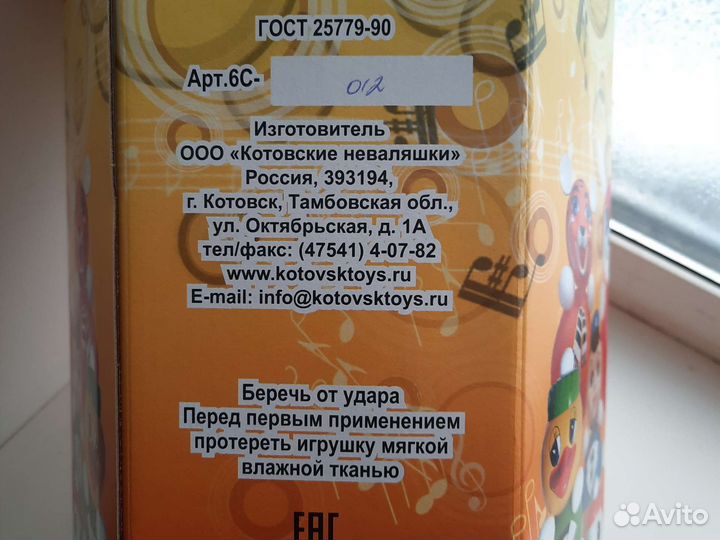 ГОСТ 25779-90
Арт.6С- 012
Изготовитель
ООО «Котовские неваляшки»
Россия, 393194,
г. Котовск, Тамбовская обл.,
ул. Октябрьская, д. 1А
тел/факс: (47541) 4-07-82
www.kotovsktoys.ru
E-mail: info@kotovsktoys.ru
Беречь от удара
Перед первым применением
протереть игрушку мягкой
влажной тканью
ЕАС
Avito